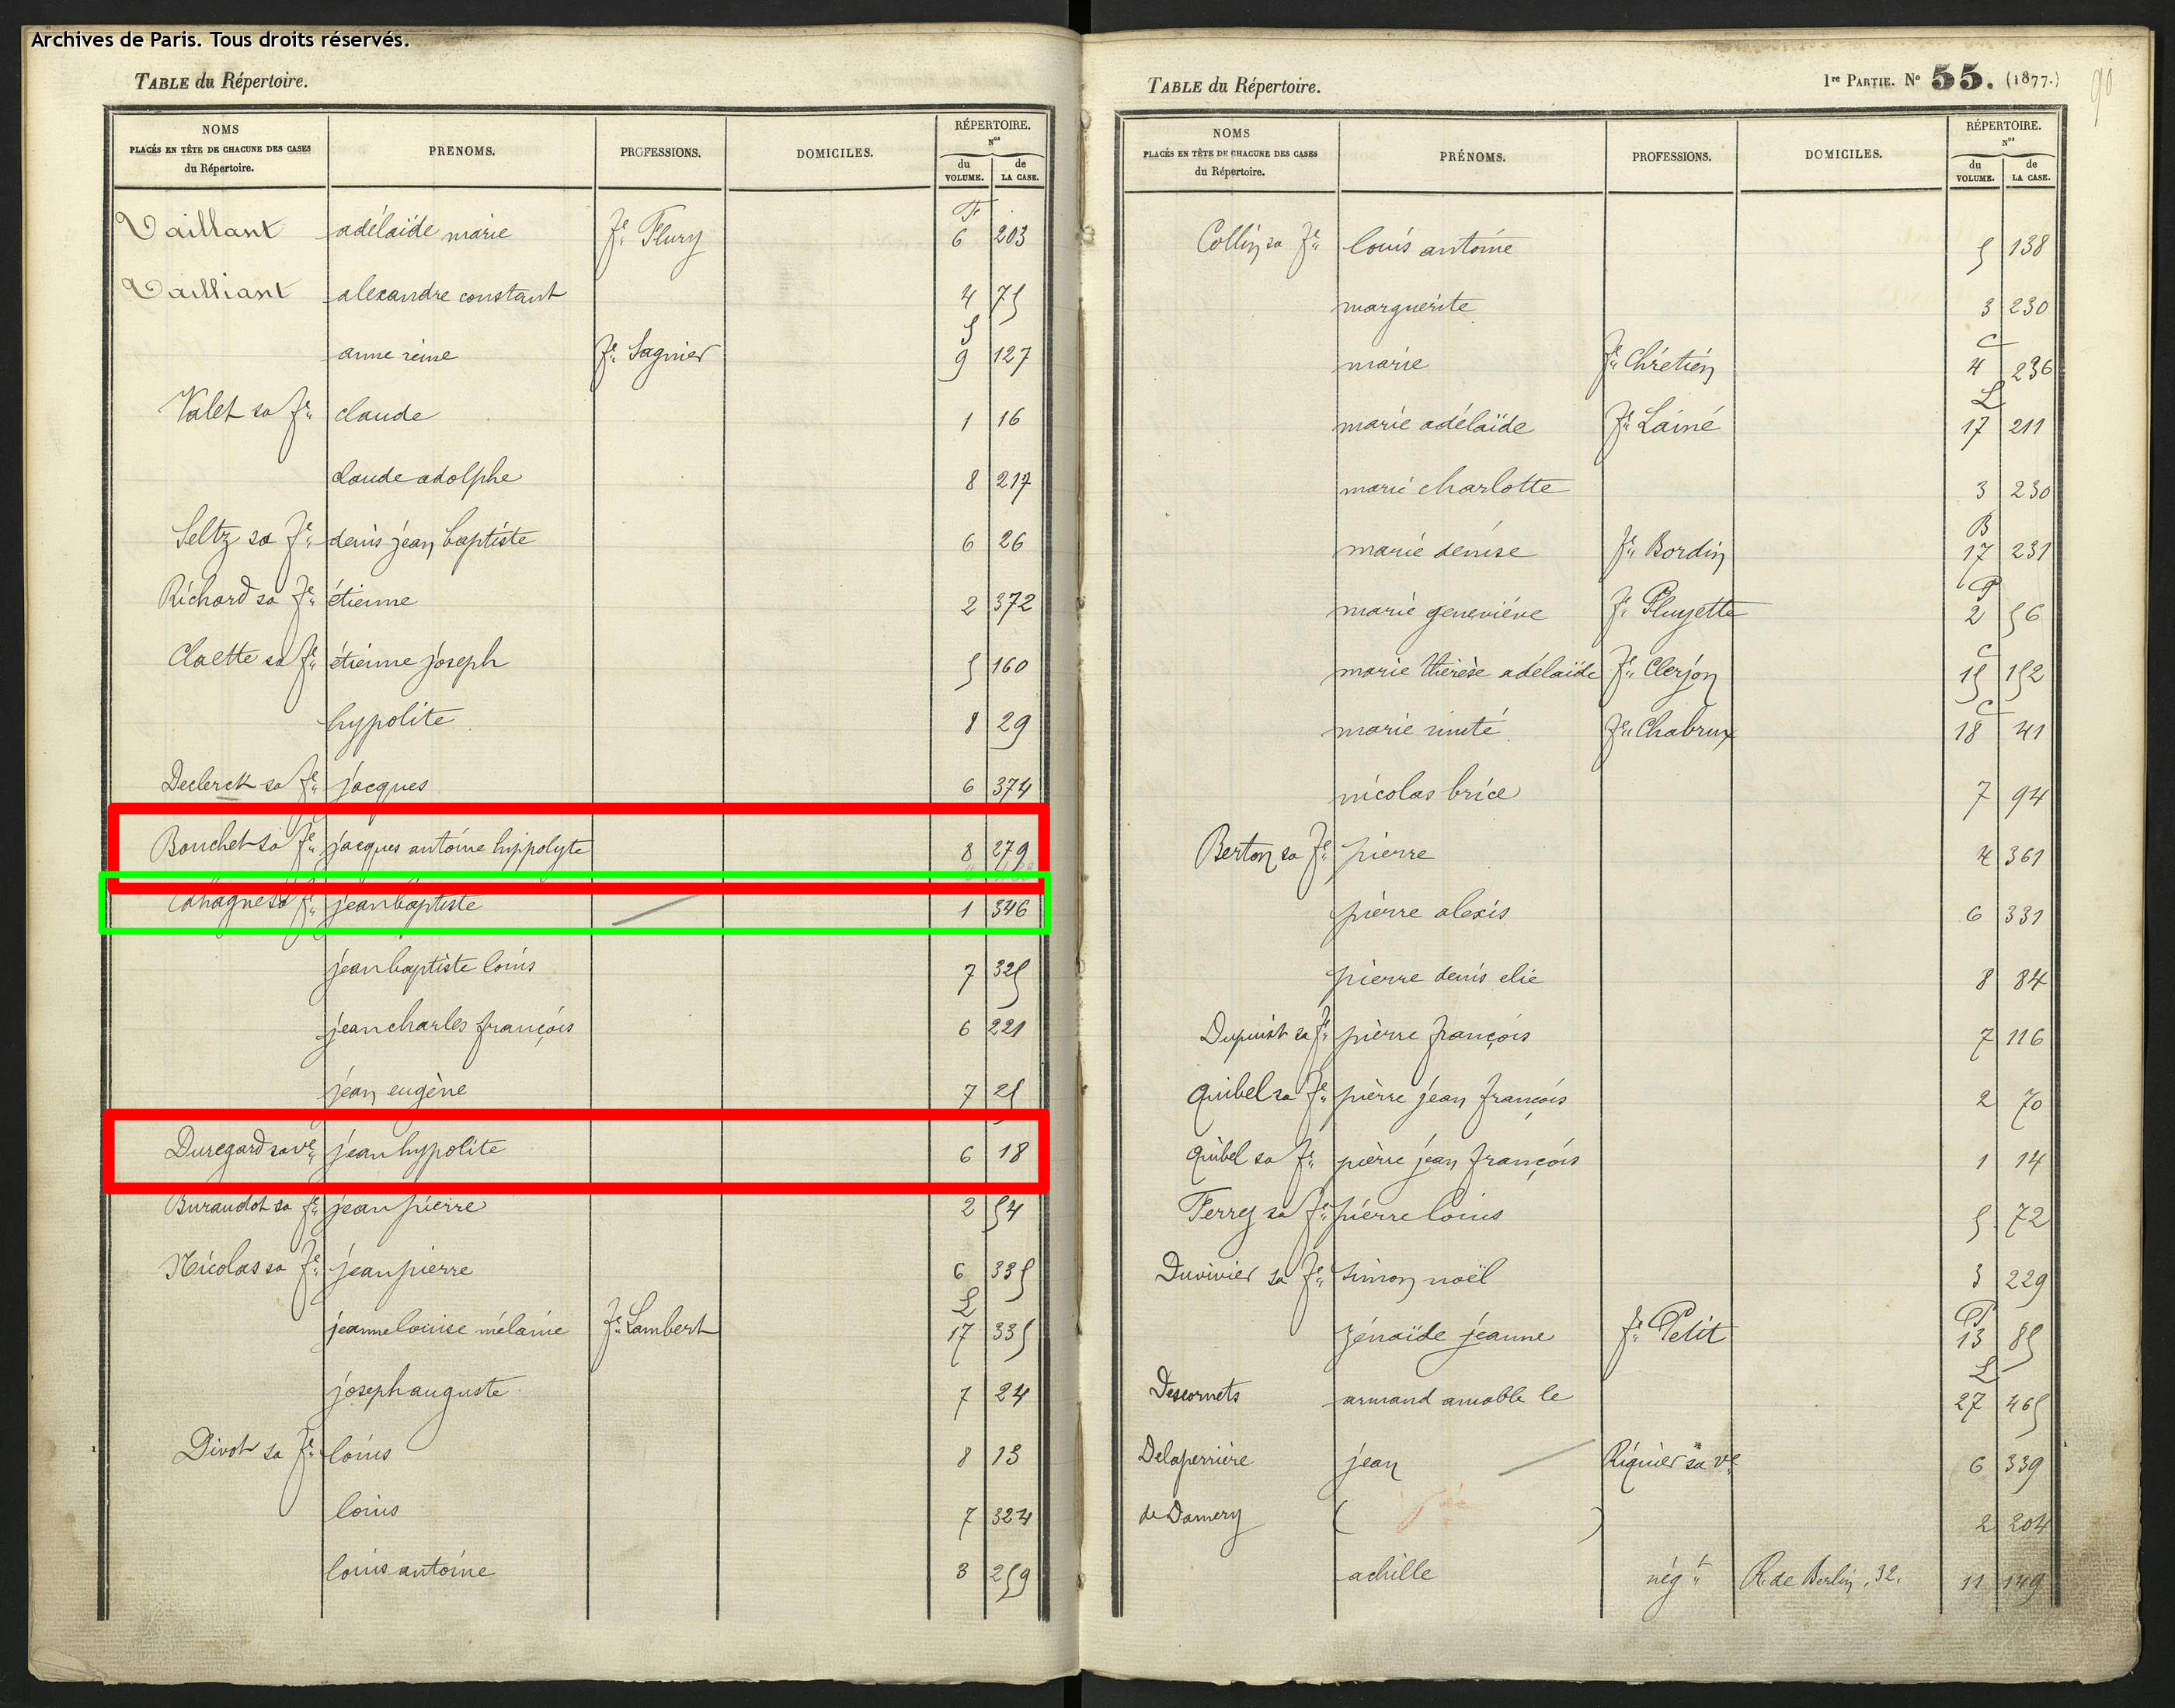 Archives de Paris. Tous droits réservés.
TABLE du Répertoire.
NOMS PLACÉS EN TÊTE DE CHACUNE DES CASES du Répertoire. PRENOMS. PROFESSIONS. DOMICILES. RÉPERTOIRE. Nos du VOLUME. de LA CASE.
Vaillant adélaïde marie fe Flury F 6 203
Vailliant alexandre constant 4 75
anne reine fe Sagnier S 9 127
Valet sa fe claude 1 16
claude adolphe 8 217
Seltz sa fe denis jean baptiste 6 26
Richard sa fe étienne 2 372
Claette sa fe étienne joseph 5 160
hypolite 8 29
Declerck sa fe jacques 6 374
Bouchet sa fe jacques antoine hippolyte 8 279
sa fe jean baptiste 1 346
jean baptiste louis 7 325
jean charles françois 6 221
jean eugène 7 25
Duregard sa ve jean hypolite 6 18
Buraudot sa fe jean pierre 2 54
Nicolas sa fe jean pierre 6 335
jeanne louise mélanie fe Lambert L 17 335
joseph auguste 7 24
Divot sa fe louis 8 13
louis 7 324
louis antoine 3 259
TABLE du Répertoire. 1re PARTIE. No 55. (1877.) 90
NOMS PLACÉS EN TÊTE DE CHACUNE DES CASES du Répertoire. PRÉNOMS. PROFESSIONS. DOMICILES. RÉPERTOIRE. Nos du VOLUME. de LA CASE.
Collin sa fe louis antoine 5 138
marguerite 3 230
marie fe Chrétien C 4 236
marie adélaïde fe Lainé L 17 211
marie charlotte 3 230
marie denise fe Bordin B 17 231
marie geneviève fe Pluyette P 2 56
marie thérèse adélaïde fe Clerjon C 15 152
marie fe Chabrux C 18 41
nicolas brice 7 94
Berton sa fe pierre 4 361
pierre alexis 6 331
pierre denis elie 8 84
Dupuist sa fe pierre françois 7 116
Quibel sa fe pierre jean françois 2 70
Quibel sa fe pierre jean françois 1 14
Ferrey sa fe pierre louis 5 72
Duvivier sa fe simon noël 3 229
zénaïde jeanne fe Petit P 13 85
Descornets armand amable le L 27 465
Delaperrière jean Riquier sa ve 6 339
de Damery ( ) 2 204
achille négt R. de Berlin, 32. 11 149